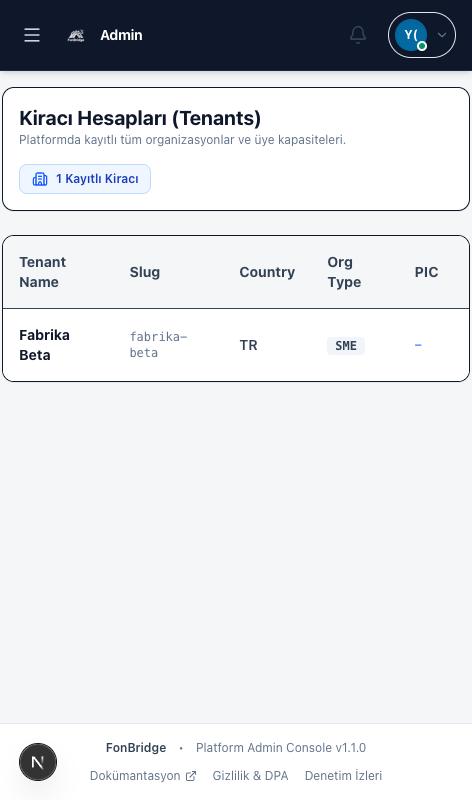 Admin
Y(
Kiracı Hesapları (Tenants)
Platformda kayıtlı tüm organizasyonlar ve üye kapasiteleri.
1 Kayıtlı Kiracı
Tenant Name
Slug
Country
Org Type
PIC
Fabrika Beta
fabrika-beta
TR
SME
–
FonBridge • Platform Admin Console v1.1.0
Dokümantasyon Gizlilik & DPA Denetim İzleri
N